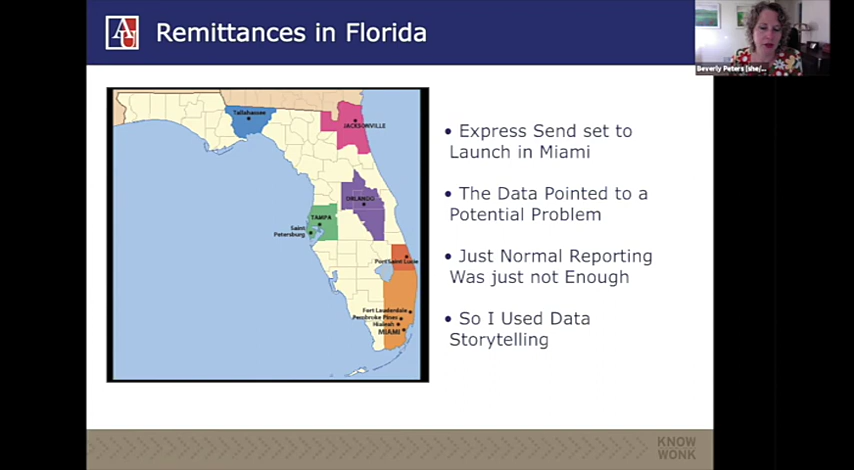 AU
Remittances in Florida
Beverly Peters (she/...
Tallahassee
JACKSONVILLE
ORLANDO
TAMPA
Saint
Petersburg
Port Saint Lucie
Fort Lauderdale
Pembroke Pines
Hialeah
MIAMI
• Express Send set to
Launch in Miami
• The Data Pointed to a
Potential Problem
• Just Normal Reporting
Was just not Enough
• So I Used Data
Storytelling
KNOW
WONK